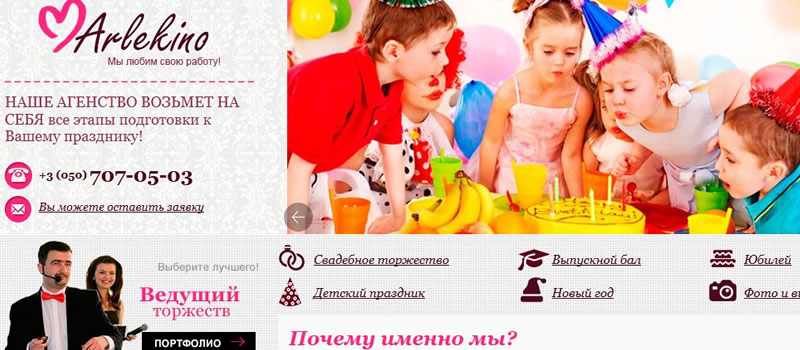 Arlekino
Мы любим свою работу!
НАШЕ АГЕНСТВО ВОЗЬМЕТ НА
СЕБЯ все этапы подготовки к
Вашему празднику!
+3 (050) 707-05-03
Вы можете оставить заявку
Выберите лучшего!
Ведущий
торжеств
ПОРТФОЛИО
Свадебное торжество
Выпускной бал
Юбилей
Детский праздник
Новый год
Фото и ви
Почему именно мы?